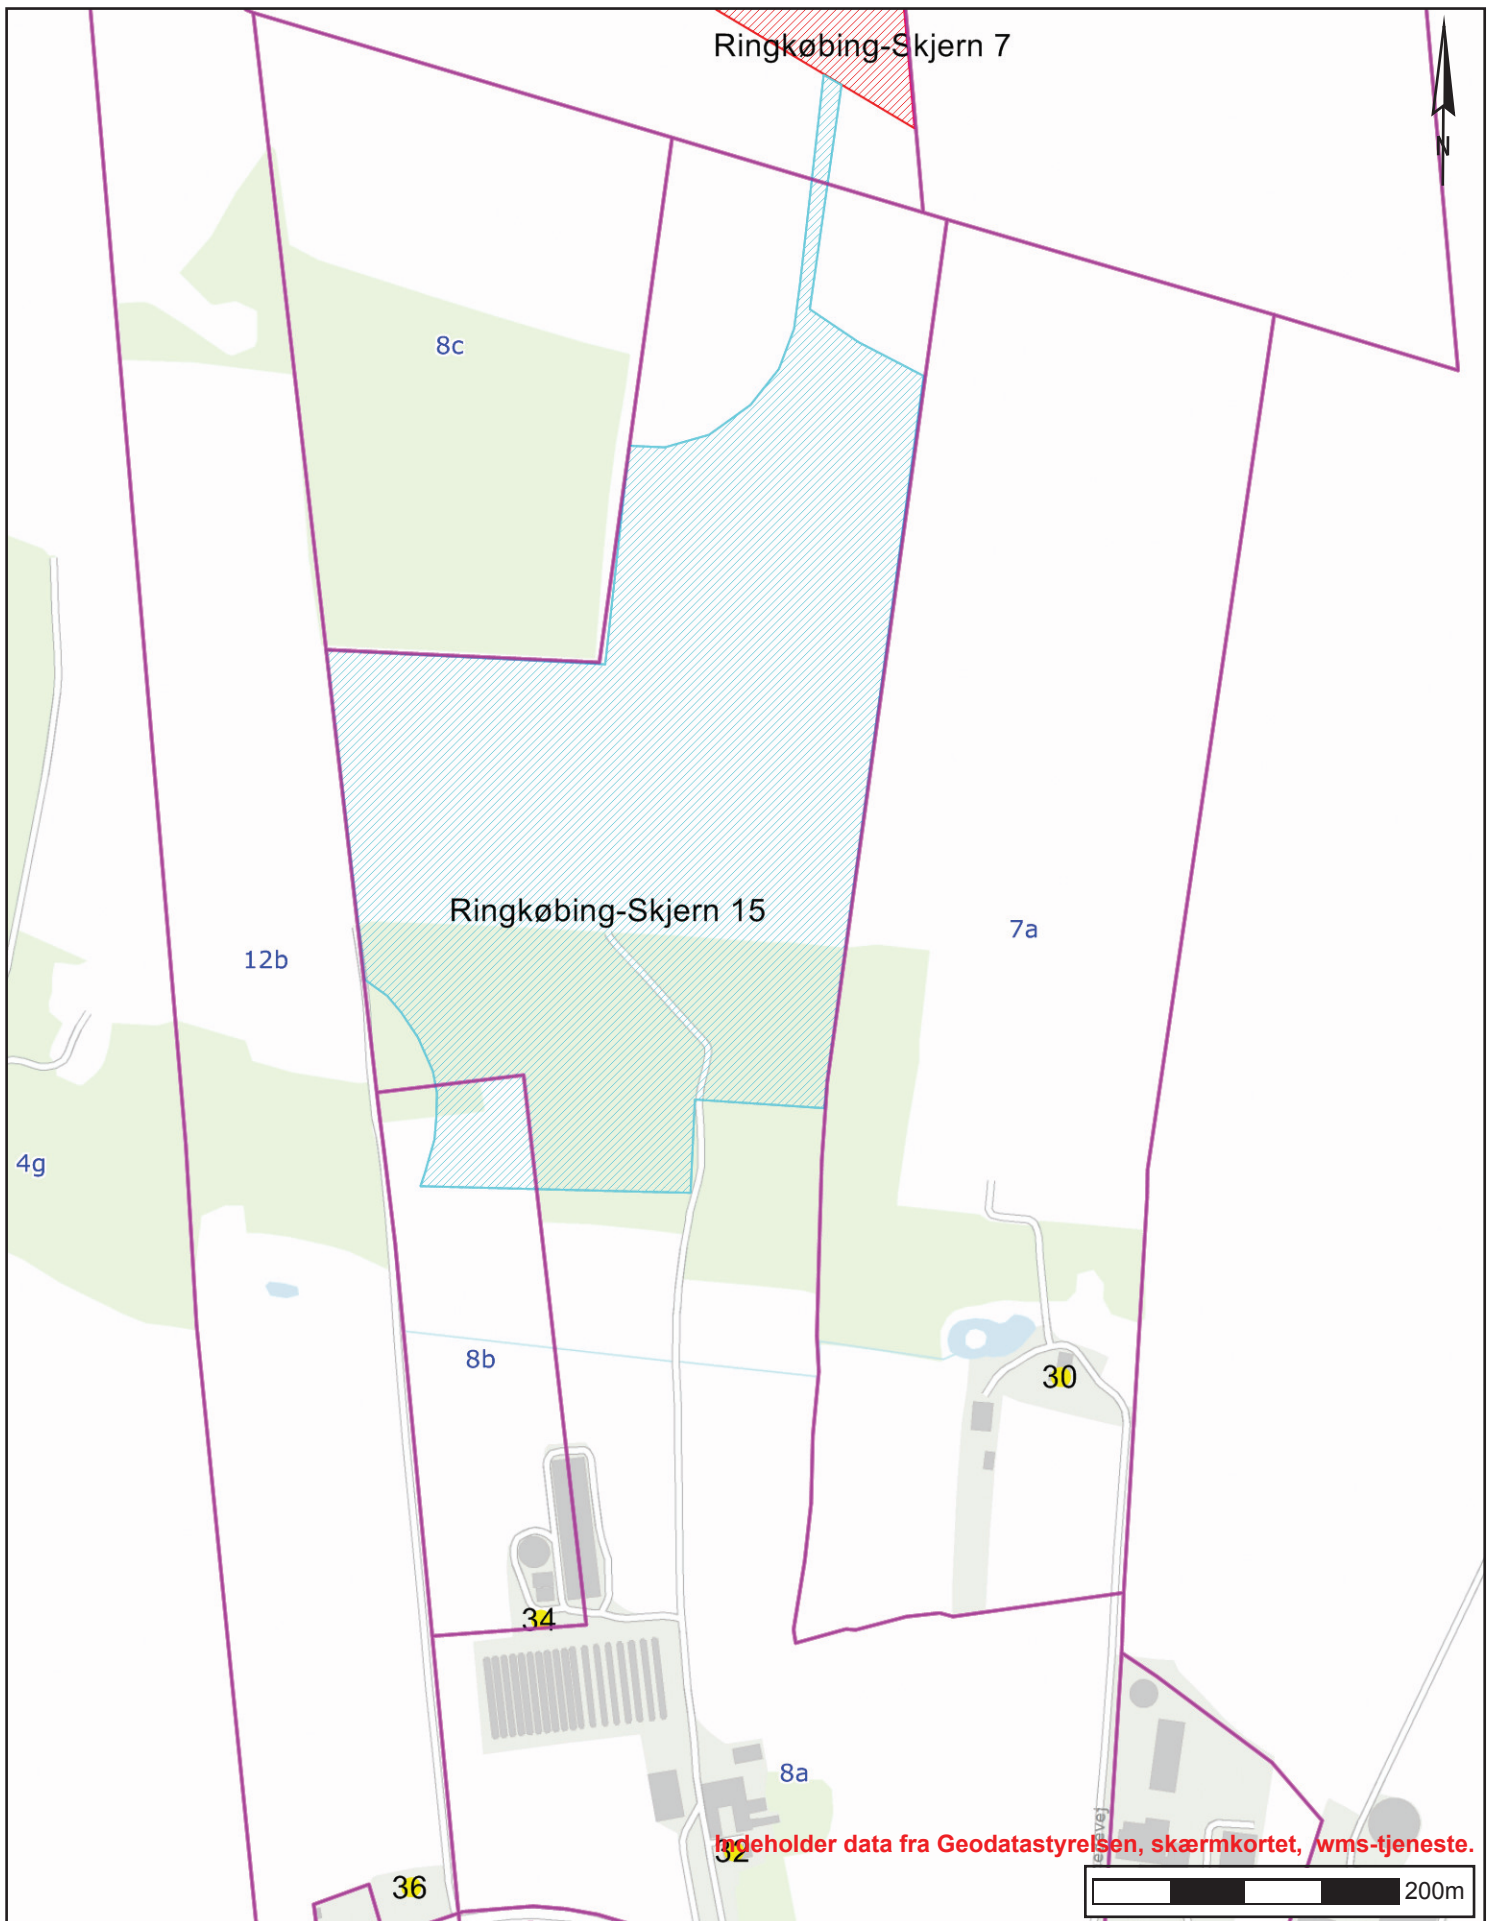 Ringkøbing-Skjern 7
N
8c
Ringkøbing-Skjern 15
7a
12b
4g
8b
30
34
8a
Indeholder data fra Geodatastyrelsen, skærmkortet, wms-tjeneste.
32
36
200m